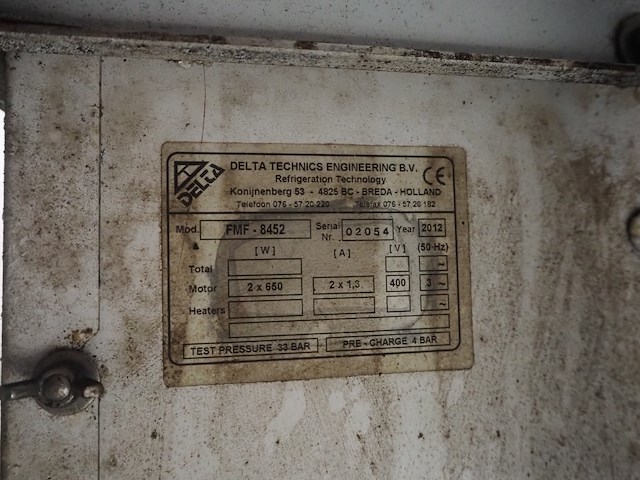 DELTA
DELTA TECHNICS ENGINEERING B.V.
Refrigeration Technology
Konijnenberg 53 - 4825 BC - BREDA - HOLLAND
Telefoon 076 - 57 20 220 Telefax 076 - 57 26 182
CE
Mod. FMF - 8452 Serial Nr. 02054 Year 2012
[W] [A] [V] (50 Hz)
Total ~
Motor 2 x 650 2 x 1,3 400 3 ~
Heaters ~
TEST PRESSURE 33 BAR PRE - CHARGE 4 BAR